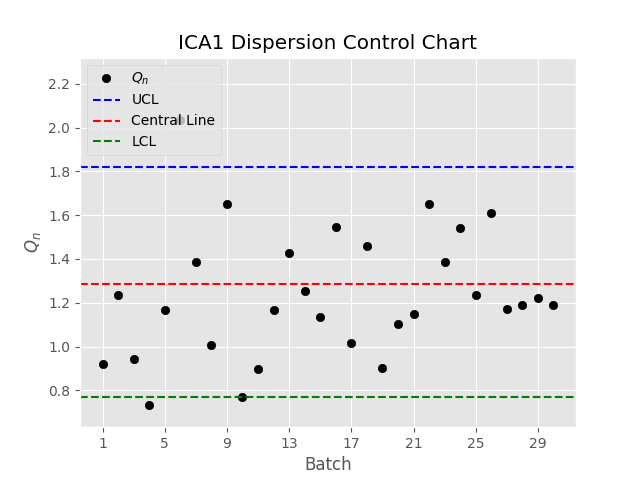 ICA1 Dispersion Control Chart
Qn
UCL
Central Line
LCL
2.2
2.0
1.8
1.6
1.4
1.2
1.0
0.8
Qn
1 5 9 13 17 21 25 29
Batch